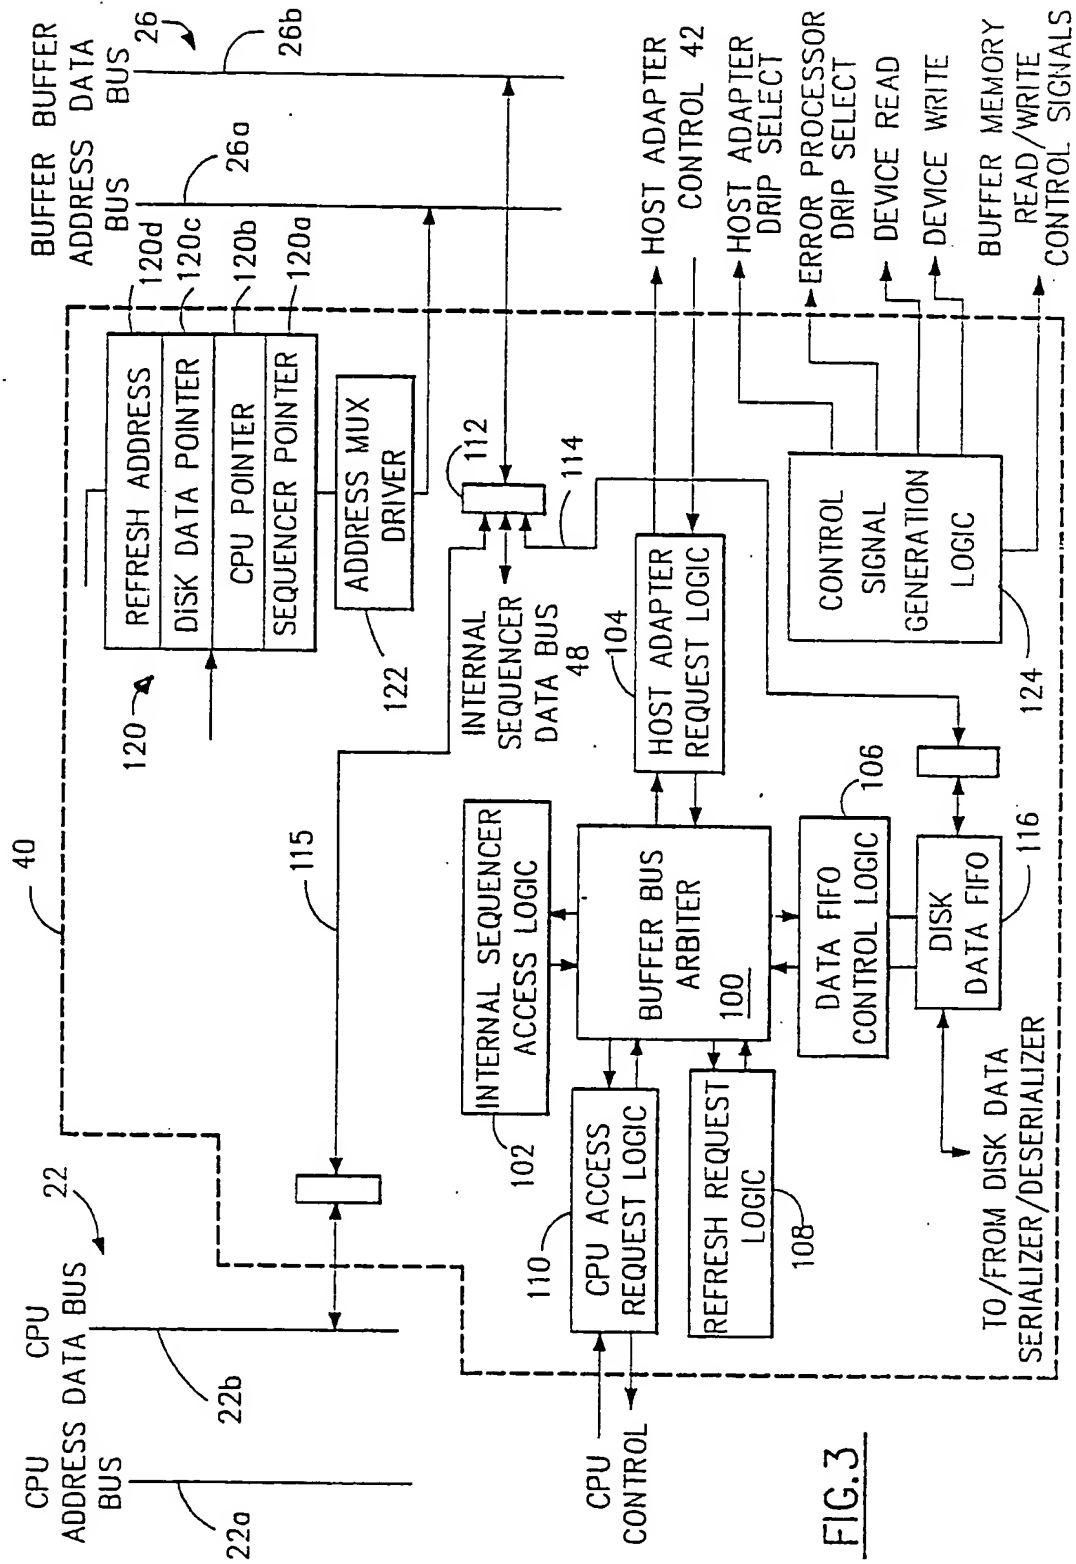 CPU
ADDRESS
BUS
CPU
DATA BUS
22
22a
22b
40
BUFFER
ADDRESS
BUS
BUFFER
DATA
BUS
26
26a
26b
115
120
REFRESH ADDRESS
DISK DATA POINTER
CPU POINTER
SEQUENCER POINTER
120d
120c
120b
120a
ADDRESS MUX
DRIVER
122
112
114
INTERNAL
SEQUENCER
DATA BUS
48
INTERNAL SEQUENCER
ACCESS LOGIC
102
CPU
CONTROL
110
CPU ACCESS
REQUEST LOGIC
BUFFER BUS
ARBITER
100
104
HOST ADAPTER
REQUEST LOGIC
HOST ADAPTER
CONTROL 42
REFRESH REQUEST
LOGIC
108
DATA FIFO
CONTROL LOGIC
106
DISK
DATA FIFO
116
TO/FROM DISK DATA
SERIALIZER/DESERIALIZER
CONTROL
SIGNAL
GENERATION
LOGIC
124
HOST ADAPTER
DRIP SELECT
ERROR PROCESSOR
DRIP SELECT
DEVICE READ
DEVICE WRITE
BUFFER MEMORY
READ/WRITE
CONTROL SIGNALS
FIG.3